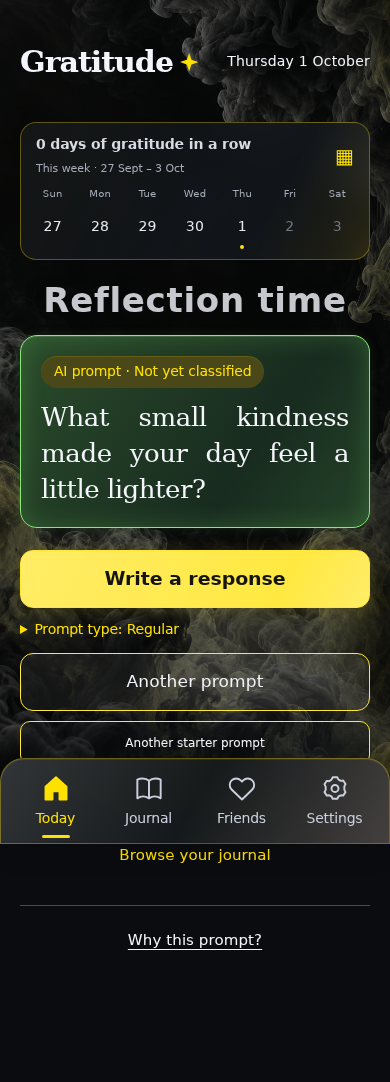 Gratitude
Thursday 1 October
0 days of gratitude in a row
This week · 27 Sept – 3 Oct
Sun Mon Tue Wed Thu Fri Sat
27 28 29 30 1 2 3
Reflection time
AI prompt · Not yet classified
What small kindness
made your day feel a
little lighter?
Write a response
Prompt type: Regular
Another prompt
Another starter prompt
Today Journal Friends Settings
Browse your journal
Why this prompt?